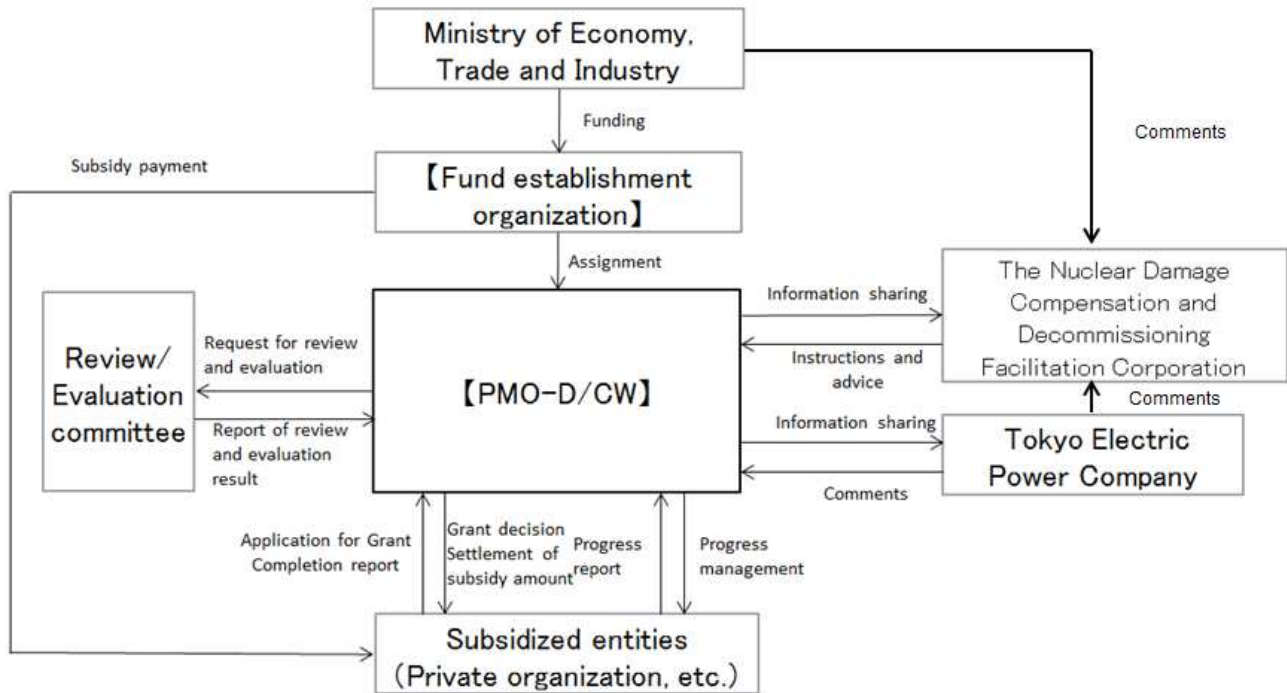 Ministry of Economy,
Trade and Industry
Funding
Comments
Subsidy payment
【Fund establishment
organization】
Assignment
The Nuclear Damage
Compensation and
Decommissioning
Facilitation Corporation
Information sharing
Instructions and
advice
Review/
Evaluation
committee
Request for review
and evaluation
Report of review
and evaluation
result
【PMO-D/CW】
Comments
Information sharing
Tokyo Electric
Power Company
Comments
Application for Grant
Completion report
Grant decision
Settlement of
subsidy amount
Progress
report
Progress
management
Subsidized entities
(Private organization, etc.)